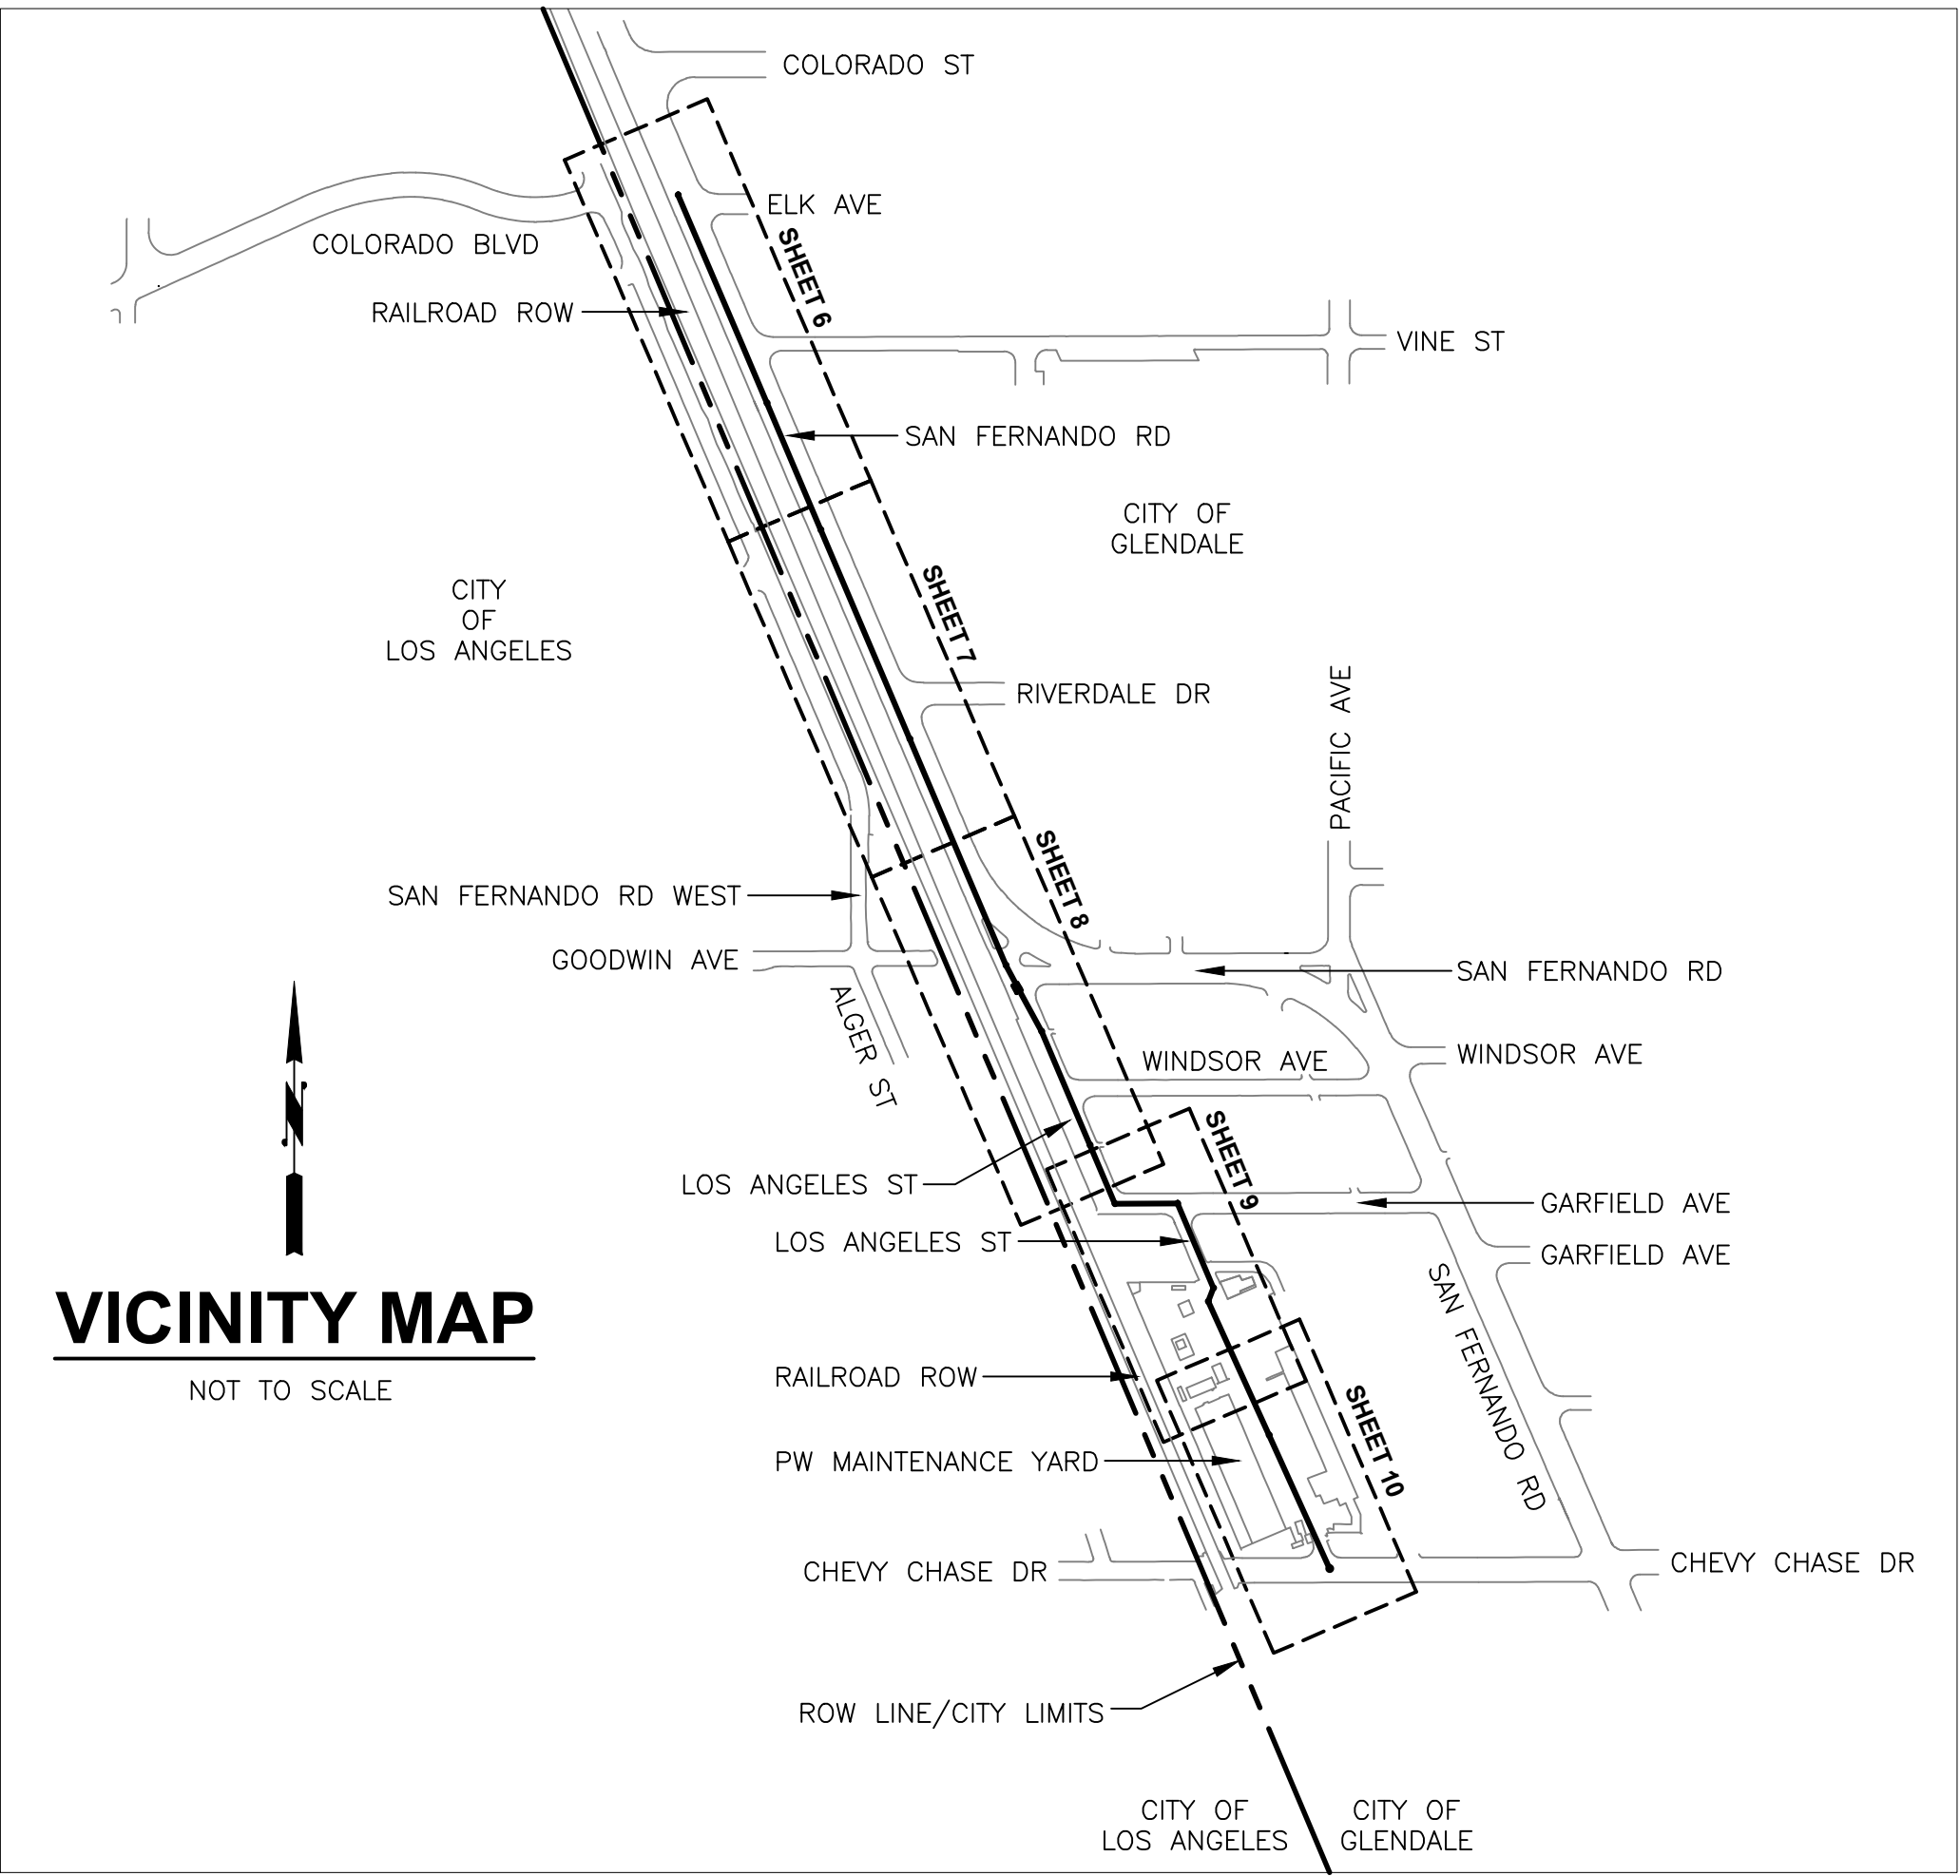 COLORADO ST
ELK AVE
COLORADO BLVD
SHEET 6
RAILROAD ROW
VINE ST
SAN FERNANDO RD
CITY OF
GLENDALE
CITY
OF
LOS ANGELES
SHEET 7
RIVERDALE DR
PACIFIC AVE
SHEET 8
SAN FERNANDO RD WEST
GOODWIN AVE
SAN FERNANDO RD
ALGER ST
WINDSOR AVE
WINDSOR AVE
N
SHEET 9
LOS ANGELES ST
GARFIELD AVE
LOS ANGELES ST
GARFIELD AVE
VICINITY MAP
NOT TO SCALE
SAN FERNANDO RD
RAILROAD ROW
SHEET 10
PW MAINTENANCE YARD
CHEVY CHASE DR
CHEVY CHASE DR
ROW LINE/CITY LIMITS
CITY OF
LOS ANGELES
CITY OF
GLENDALE